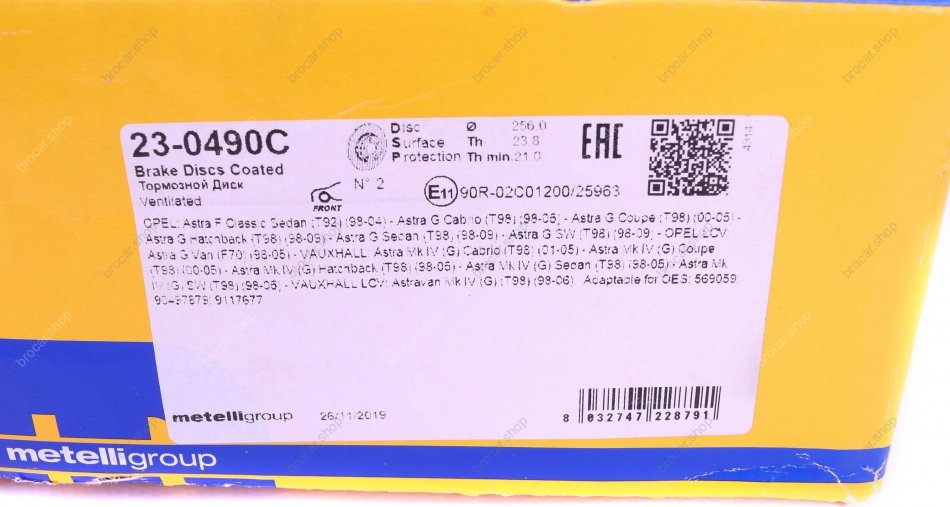 23-0490C
Brake Discs Coated
Тормозной Диск
Ventilated
FRONT
N° 2
Disc Ø 256.0
Surface Th 23,8
Protection Th min. 21.0
EAC
4314
E11 90R-02C01200/25963
OPEL: Astra F Classic Sedan (T92) (98-04) - Astra G Cabrio (T98) (98-05) - Astra G Coupe (T98) (00-05) -
Astra G Hatchback (T98) (98-09) - Astra G Sedan (T98) (98-09) - Astra G SW (T98) (98-09) - OPEL LCV:
Astra G Van (F70) (98-05) - VAUXHALL: Astra Mk IV (G) Cabrio (T98) (01-05) - Astra Mk IV (G) Coupe
(T98) (00-05) - Astra Mk IV (G) Hatchback (T98) (98-05) - Astra Mk IV (G) Sedan (T98) (98-05) - Astra Mk
IV (G) SW (T98) (98-05) - VAUXHALL LCV: Astravan Mk IV (G) (T98) (98-06) Adaptable for OES: 569059;
90497879; 9117677
metelligroup 26/11/2019
8 032747 228791
metelligroup
brocar.shop